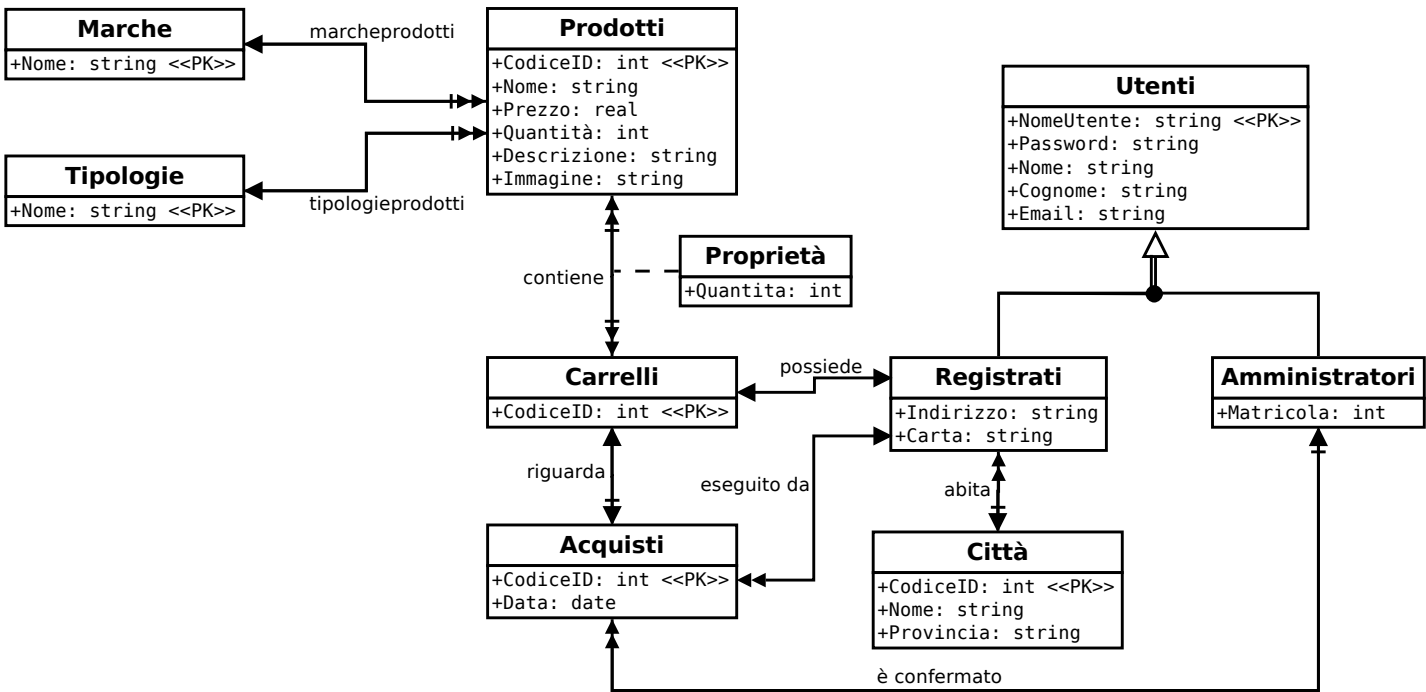 Marche
+Nome: string <<PK>>
marcheprodotti
Tipologie
+Nome: string <<PK>>
tipologieprodotti
Prodotti
+CodiceID: int <<PK>>
+Nome: string
+Prezzo: real
+Quantità: int
+Descrizione: string
+Immagine: string
contiene
Proprietà
+Quantita: int
Utenti
+NomeUtente: string <<PK>>
+Password: string
+Nome: string
+Cognome: string
+Email: string
Carrelli
+CodiceID: int <<PK>>
possiede
Registrati
+Indirizzo: string
+Carta: string
Amministratori
+Matricola: int
riguarda
eseguito da
abita
Acquisti
+CodiceID: int <<PK>>
+Data: date
Città
+CodiceID: int <<PK>>
+Nome: string
+Provincia: string
è confermato